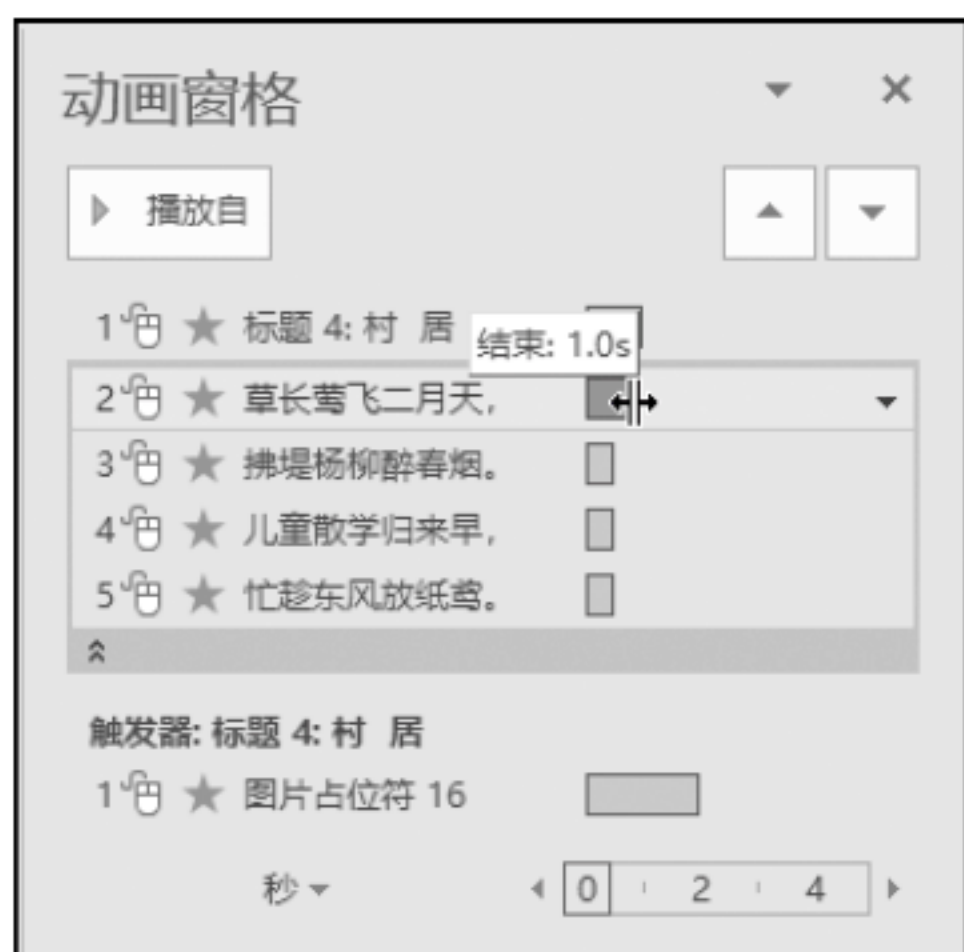 动画窗格
播放自
1 标题 4: 村 居
结束: 1.0s
2 草长莺飞二月天,
3 拂堤杨柳醉春烟。
4 儿童散学归来早,
5 忙趁东风放纸鸢。
触发器: 标题 4: 村 居
1 图片占位符 16
秒 0 2 4